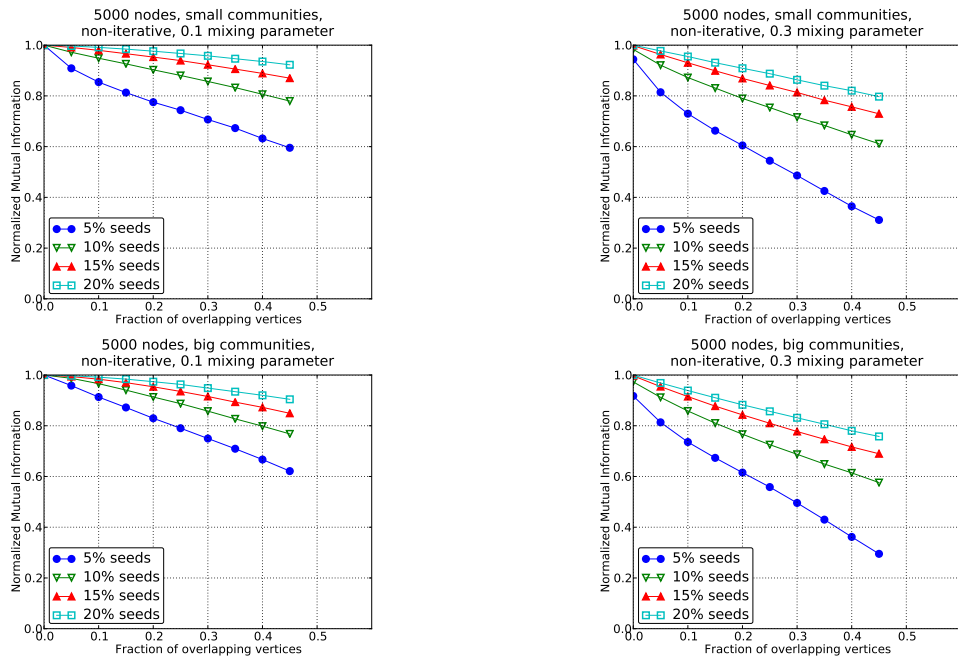 5000 nodes, small communities,
non-iterative, 0.1 mixing parameter
1.0
0.8
0.6
0.4
0.2
0.0
Normalized Mutual Information
5% seeds
10% seeds
15% seeds
20% seeds
0.0 0.1 0.2 0.3 0.4 0.5
Fraction of overlapping vertices
5000 nodes, small communities,
non-iterative, 0.3 mixing parameter
1.0
0.8
0.6
0.4
0.2
0.0
Normalized Mutual Information
5% seeds
10% seeds
15% seeds
20% seeds
0.0 0.1 0.2 0.3 0.4 0.5
Fraction of overlapping vertices
5000 nodes, big communities,
non-iterative, 0.1 mixing parameter
1.0
0.8
0.6
0.4
0.2
0.0
Normalized Mutual Information
5% seeds
10% seeds
15% seeds
20% seeds
0.0 0.1 0.2 0.3 0.4 0.5
Fraction of overlapping vertices
5000 nodes, big communities,
non-iterative, 0.3 mixing parameter
1.0
0.8
0.6
0.4
0.2
0.0
Normalized Mutual Information
5% seeds
10% seeds
15% seeds
20% seeds
0.0 0.1 0.2 0.3 0.4 0.5
Fraction of overlapping vertices